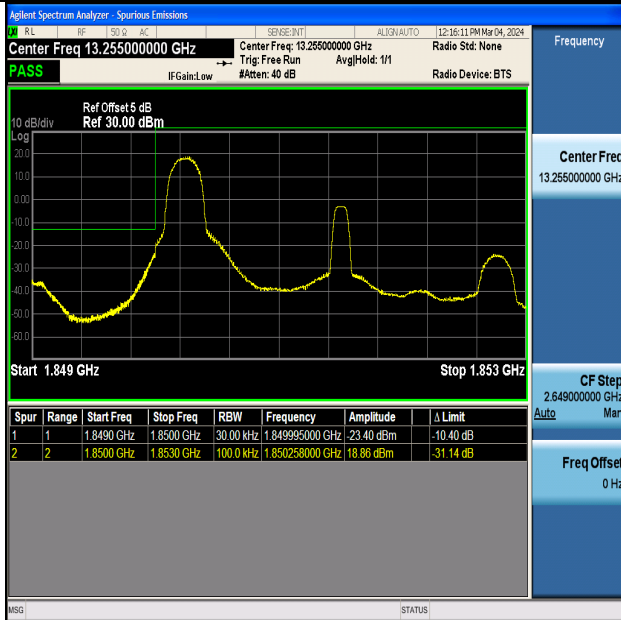 Agilent Spectrum Analyzer - Spurious Emissions
RL RF 50 Ω AC SENSE:INT ALIGN AUTO 12:16:11 PM Mar 04, 2024
Center Freq 13.255000000 GHz Center Freq: 13.255000000 GHz Radio Std: None Frequency
Trig: Free Run Avg|Hold: 1/1
PASS IFGain:Low #Atten: 40 dB Radio Device: BTS
Ref Offset 5 dB
10 dB/div Ref 30.00 dBm
Log
20.0
10.0
0.00
-10.0
-20.0
-30.0
-40.0
-50.0
-60.0
Start 1.849 GHz Stop 1.853 GHz
Center Freq
13.255000000 GHz
CF Step
2.649000000 GHz
Auto Man
Freq Offset
0 Hz
Spur Range Start Freq Stop Freq RBW Frequency Amplitude Δ Limit
1 1 1.8490 GHz 1.8500 GHz 30.00 kHz 1.849995000 GHz -23.40 dBm -10.40 dB
2 2 1.8500 GHz 1.8530 GHz 100.0 kHz 1.850258000 GHz 18.86 dBm -31.14 dB
MSG STATUS